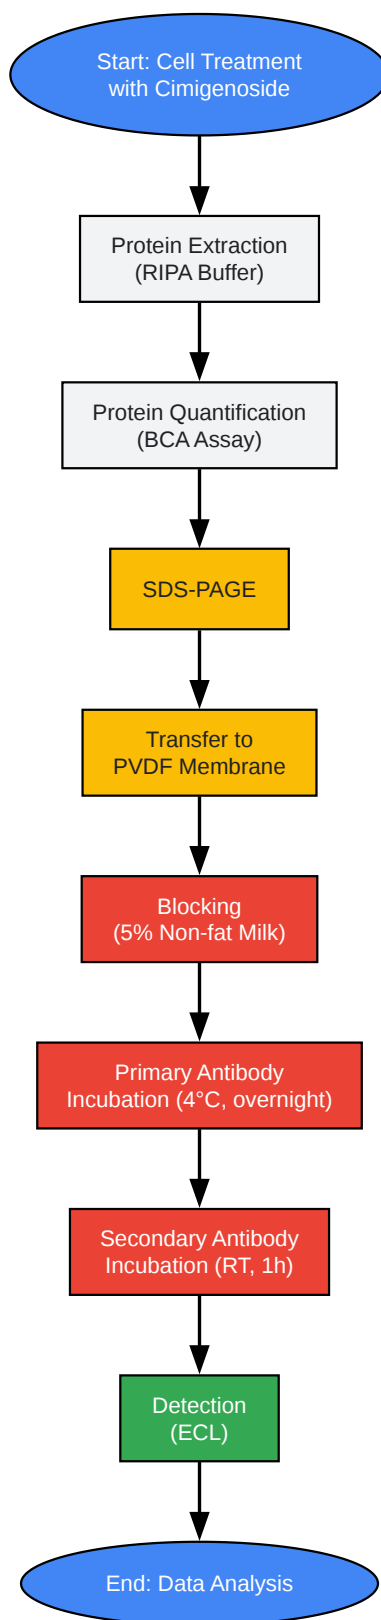 Start: Cell Treatment
with Cimigenoside
Protein Extraction
(RIPA Buffer)
Protein Quantification
(BCA Assay)
SDS-PAGE
Transfer to
PVDF Membrane
Blocking
(5% Non-fat Milk)
Primary Antibody
Incubation (4°C, overnight)
Secondary Antibody
Incubation (RT, 1h)
Detection
(ECL)
End: Data Analysis